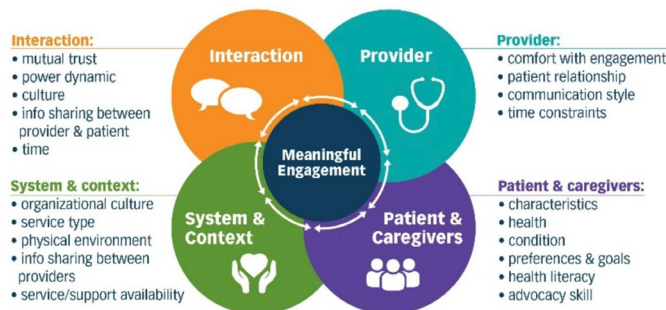 Interaction:
• mutual trust
• power dynamic
• culture
• info sharing between
provider & patient
• time
Interaction
Provider
Provider:
• comfort with engagement
• patient relationship
• communication style
• time constraints
Meaningful
Engagement
System & context:
• organizational culture
• service type
• physical environment
• info sharing between
providers
• service/support availability
System &
Context
Patient &
Caregivers
Patient & caregivers:
• characteristics
• health
• condition
• preferences & goals
• health literacy
• advocacy skill